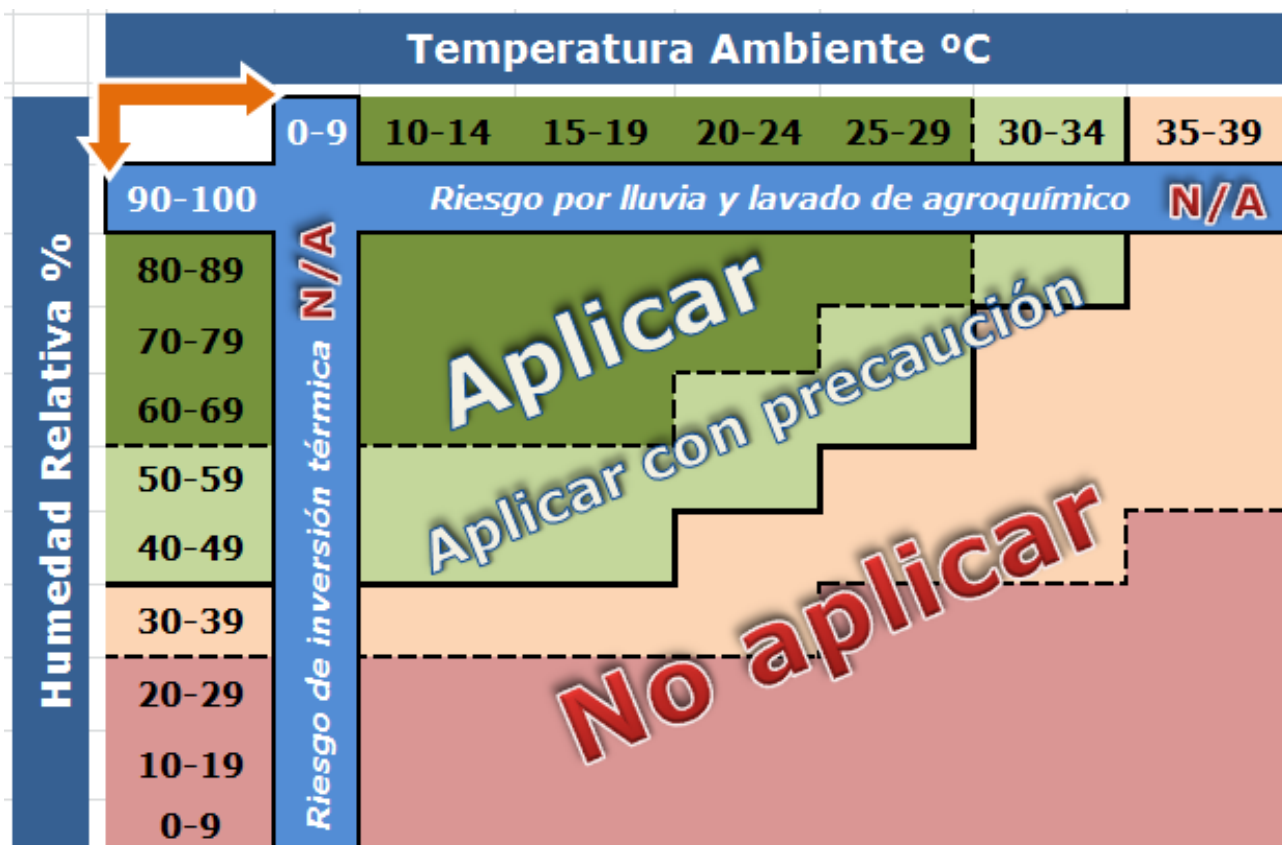 Temperatura Ambiente ºC
0-9 10-14 15-19 20-24 25-29 30-34 35-39
Humedad Relativa %
90-100 Riesgo por lluvia y lavado de agroquímico N/A
80-89
70-79
60-69
50-59
40-49
30-39
20-29
10-19
0-9
Riesgo de inversión térmica N/A
Aplicar
Aplicar con precaución
No aplicar